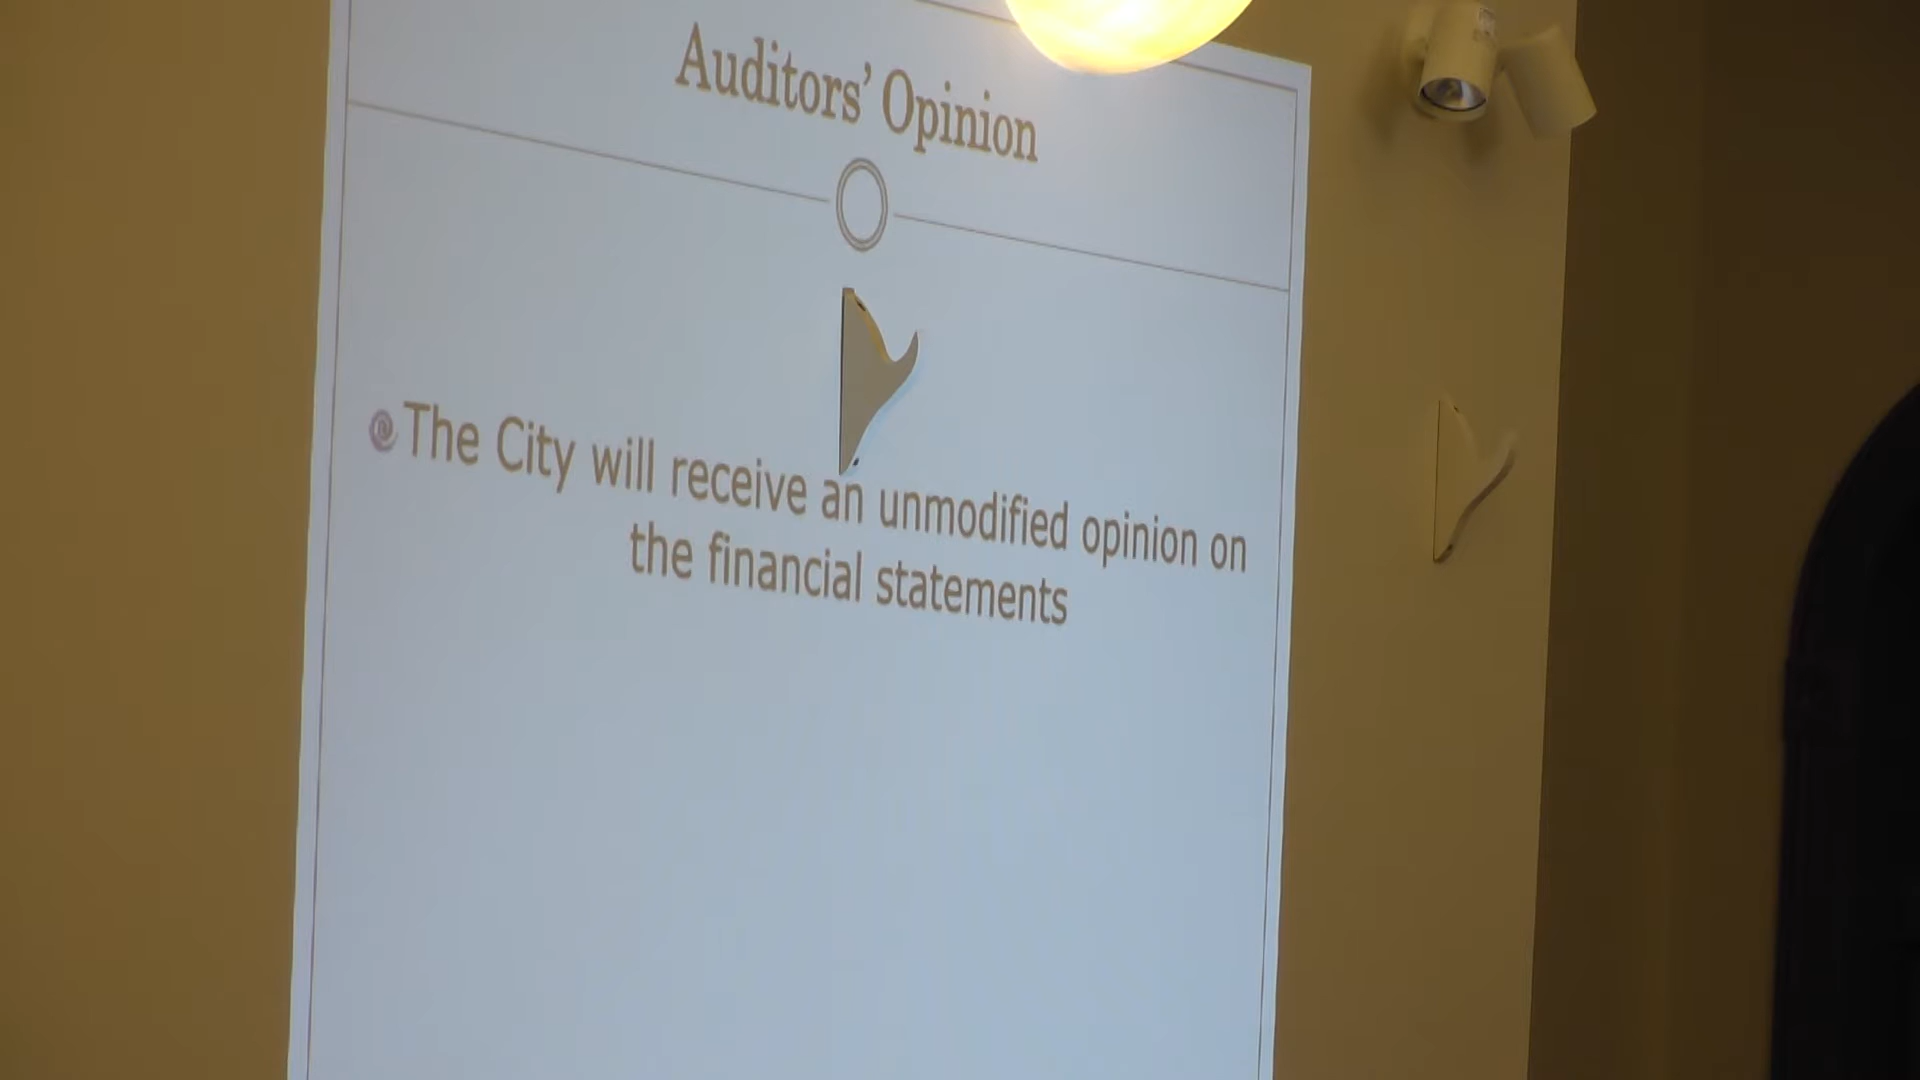 Auditors’ Opinion
The City will receive an unmodified opinion on
the financial statements